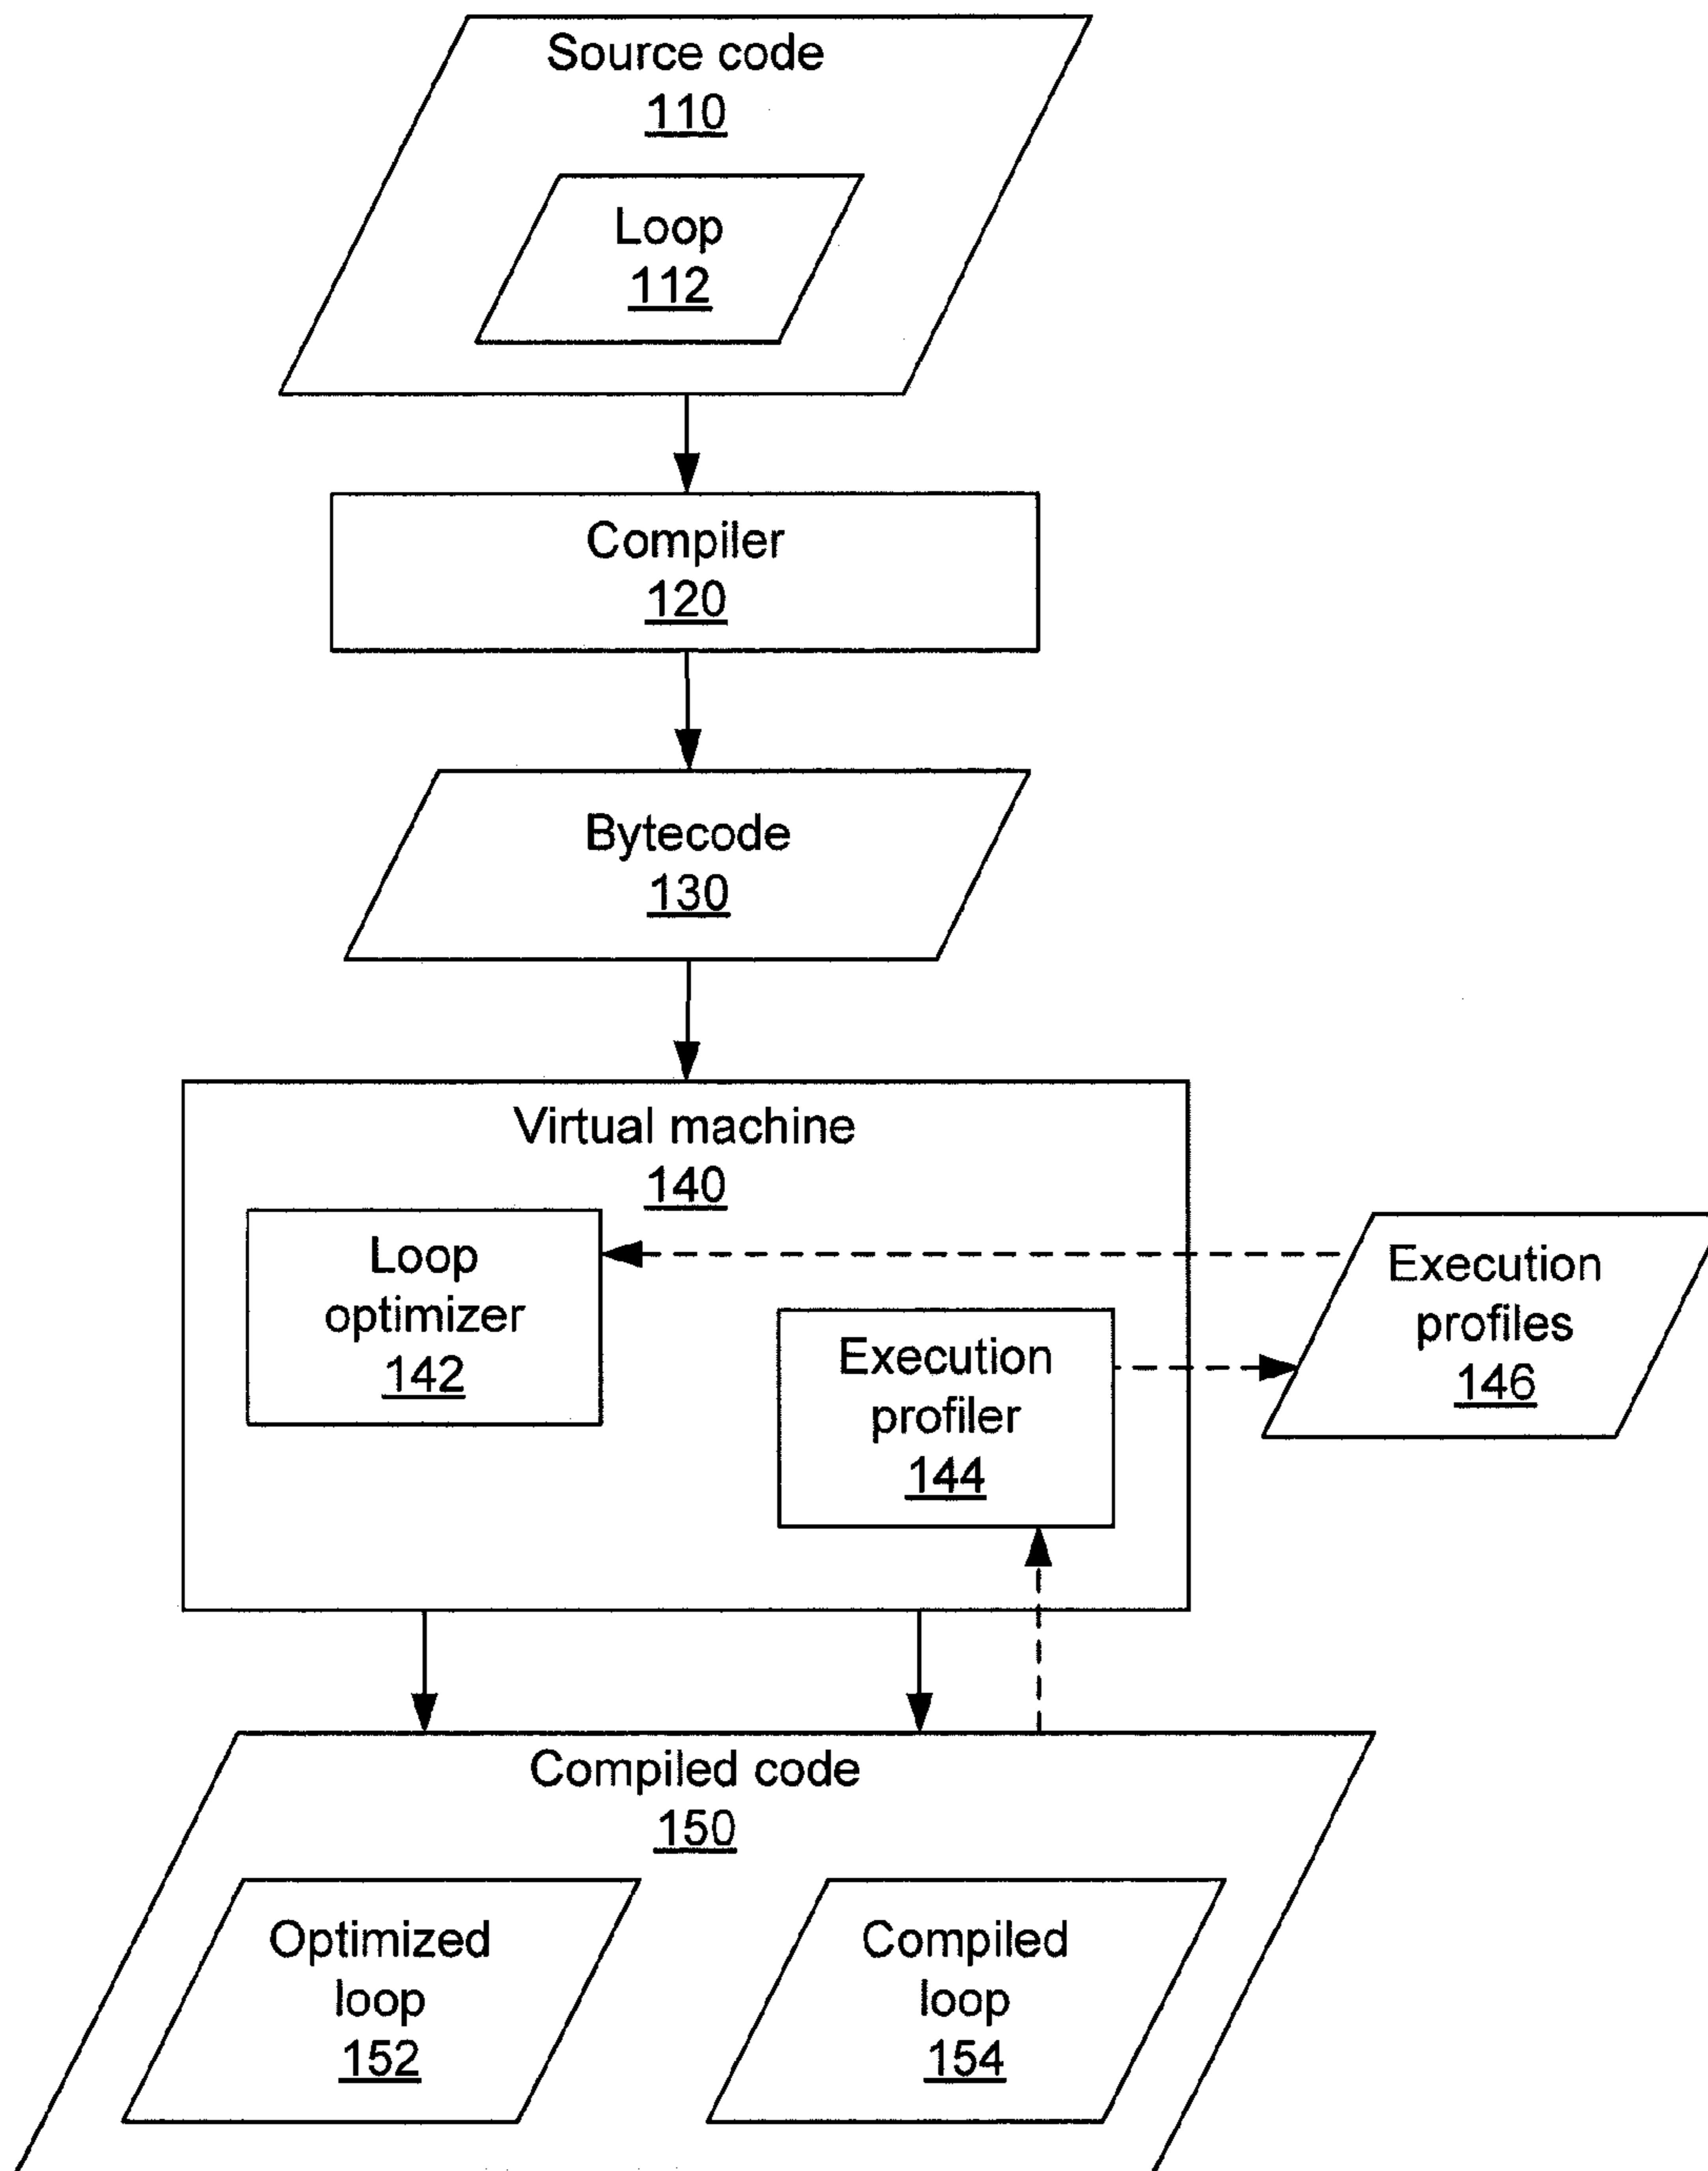 Source code
110
Loop
112
Compiler
120
Bytecode
130
Virtual machine
140
Loop
optimizer
142
Execution
profiler
144
Execution
profiles
146
Compiled code
150
Optimized
loop
152
Compiled
loop
154